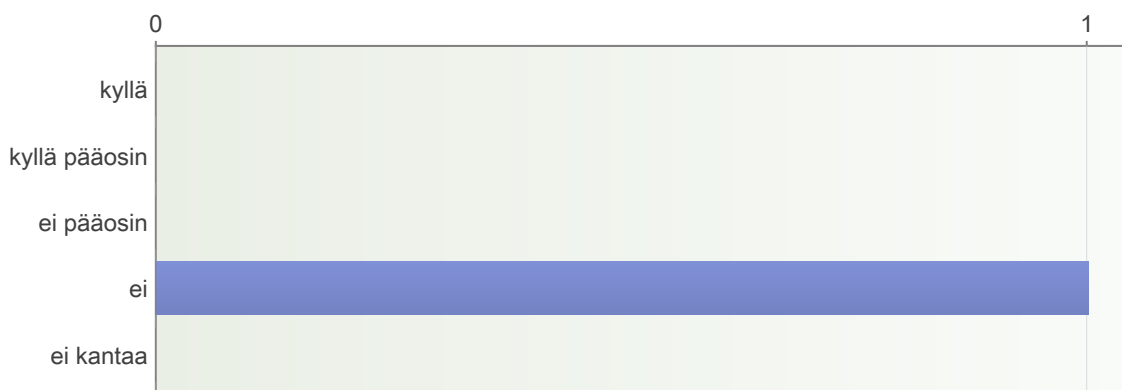 0 1
kyllä
kyllä pääosin
ei pääosin
ei
ei kantaa